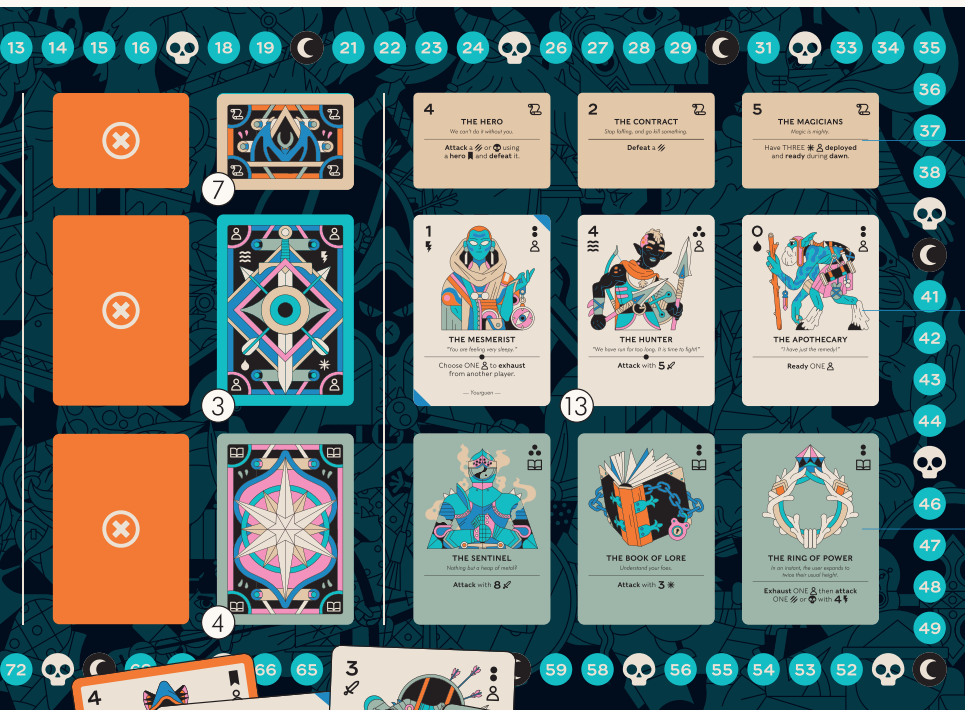 13 14 15 16 18 19 21 22 23 24 26 27 28 29 31 33 34 35
36
37
38
41
42
43
44
46
47
48
49
4
THE HERO
We can't do it without you.
Attack a or using
a hero and defeat it.
2
THE CONTRACT
Stop faffing, and go kill something.
Defeat a
5
THE MAGICIANS
Magic is mighty.
Have THREE deployed
and ready during dawn.
7
1
THE MESMERIST
"You are feeling very sleepy."
Choose ONE to exhaust
from another player.
— Yourguen —
4
THE HUNTER
"We have run for too long. It is time to fight!"
Attack with 5
0
THE APOTHECARY
"I have just the remedy!"
Ready ONE
3
13
THE SENTINEL
Nothing but a heap of metal?
Attack with 8
THE BOOK OF LORE
Understand your foes.
Attack with 3
THE RING OF POWER
In an instant, the user expands to
twice their usual height.
Exhaust ONE then attack
ONE or with 4
4
72 66 65 59 58 56 55 54 53 52
4
3